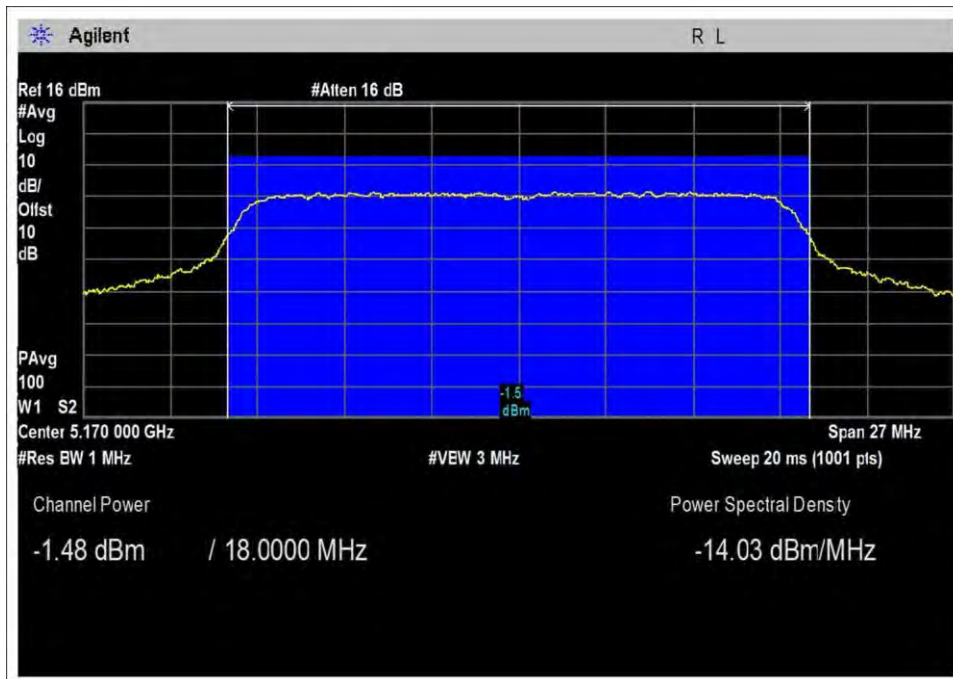 Agilent R L
Ref 16 dBm #Atten 16 dB
#Avg
Log
10
dB/
Offst
10
dB
PAvg
100
W1 S2
-1.5
dBm
Center 5.170 000 GHz Span 27 MHz
#Res BW 1 MHz #VBW 3 MHz Sweep 20 ms (1001 pts)
Channel Power Power Spectral Density
-1.48 dBm / 18.0000 MHz -14.03 dBm/MHz